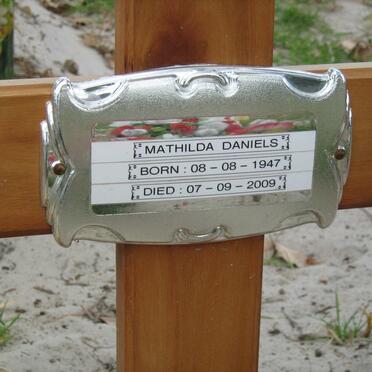 MATHILDA DANIELS
BORN : 08 - 08 - 1947
DIED : 07 - 09 - 2009